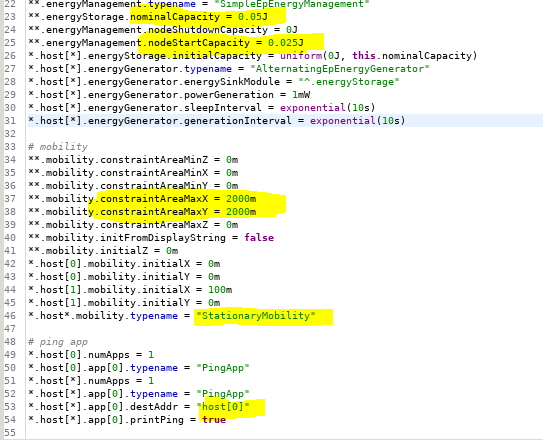 22 **.energyManagement.typename = "SimpleEpEnergyManagement"
23 **.energyStorage.nominalCapacity = 0.05J
24 **.energyManagement.nodeShutdownCapacity = 0J
25 **.energyManagement.nodeStartCapacity = 0.025J
26 *.host[*].energyStorage.initialCapacity = uniform(0J, this.nominalCapacity)
27 *.host[*].energyGenerator.typename = "AlternatingEpEnergyGenerator"
28 *.host[*].energyGenerator.energySinkModule = "^.energyStorage"
29 *.host[*].energyGenerator.powerGeneration = 1mW
30 *.host[*].energyGenerator.sleepInterval = exponential(10s)
31 *.host[*].energyGenerator.generationInterval = exponential(10s)
32
33 # mobility
34 **.mobility.constraintAreaMinZ = 0m
35 **.mobility.constraintAreaMinX = 0m
36 **.mobility.constraintAreaMinY = 0m
37 **.mobility.constraintAreaMaxX = 2000m
38 **.mobility.constraintAreaMaxY = 2000m
39 **.mobility.constraintAreaMaxZ = 0m
40 **.mobility.initFromDisplayString = false
41 **.mobility.initialZ = 0m
42 *.host[0].mobility.initialX = 0m
43 *.host[0].mobility.initialY = 0m
44 *.host[1].mobility.initialX = 100m
45 *.host[1].mobility.initialY = 0m
46 *.host*.mobility.typename = "StationaryMobility"
47
48 # ping app
49 *.host[0].numApps = 1
50 *.host[0].app[0].typename = "PingApp"
51 *.host[*].numApps = 1
52 *.host[*].app[0].typename = "PingApp"
53 *.host[*].app[0].destAddr = "host[0]"
54 *.host[*].app[0].printPing = true
55